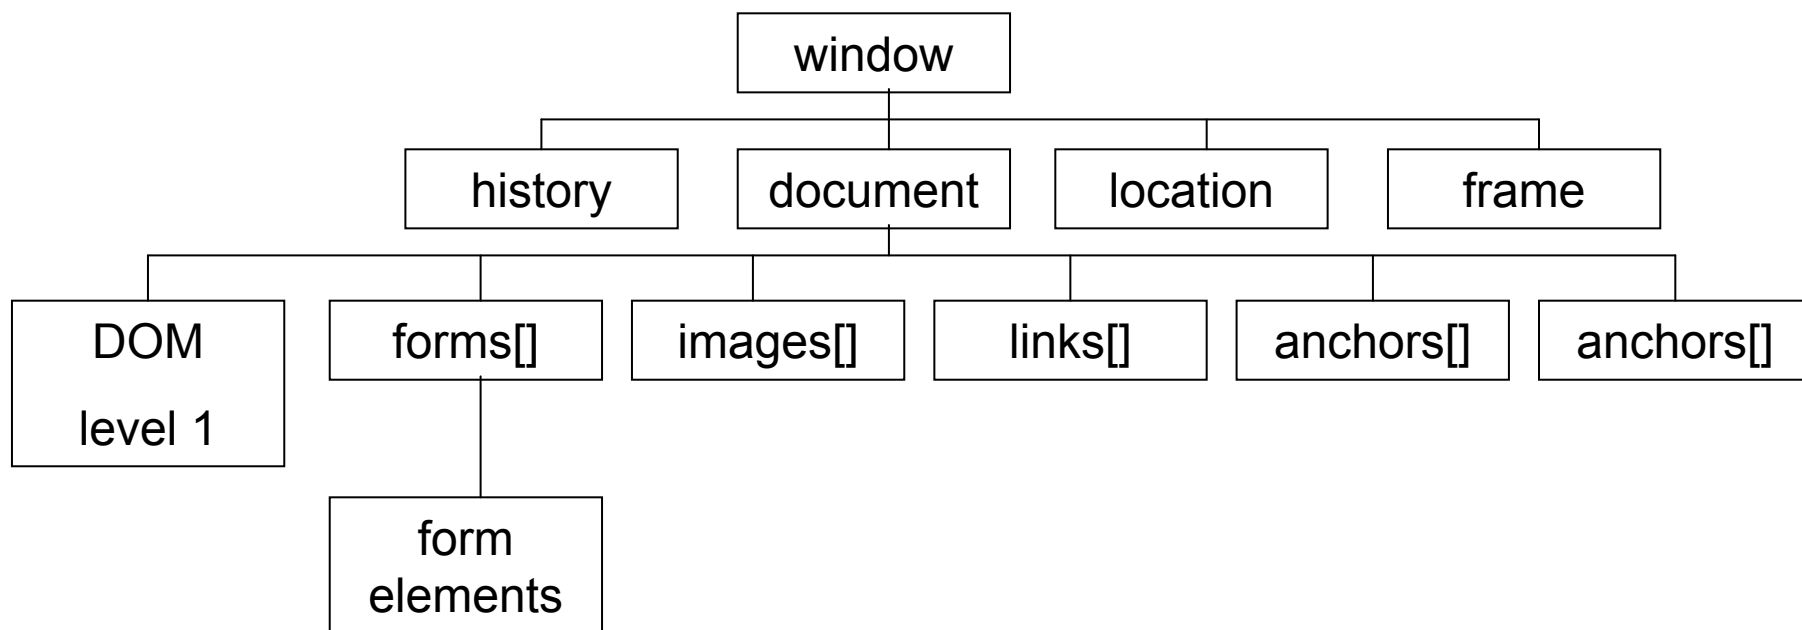 window
history
document
location
frame
DOM
level 1
forms[]
images[]
links[]
anchors[]
anchors[]
form
elements